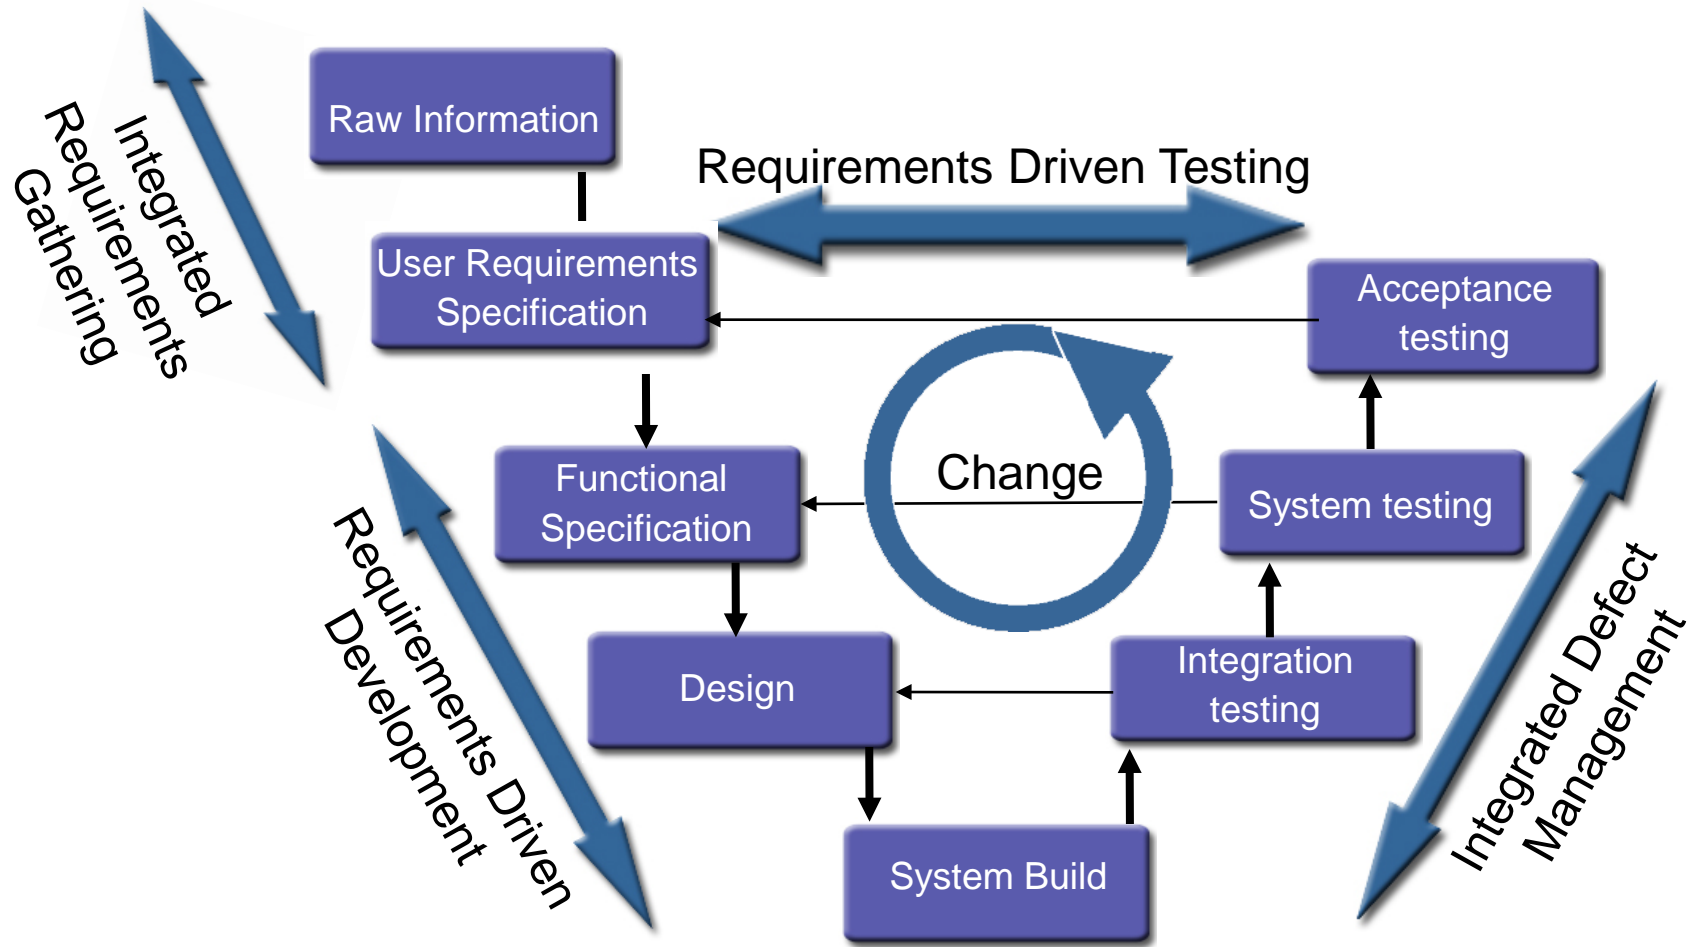 Raw Information
Integrated
Requirements
Gathering
Requirements Driven Testing
User Requirements
Specification
Acceptance
testing
Change
Functional
Specification
System testing
Requirements Driven
Development
Design
Integration
testing
Integrated Defect
Management
System Build